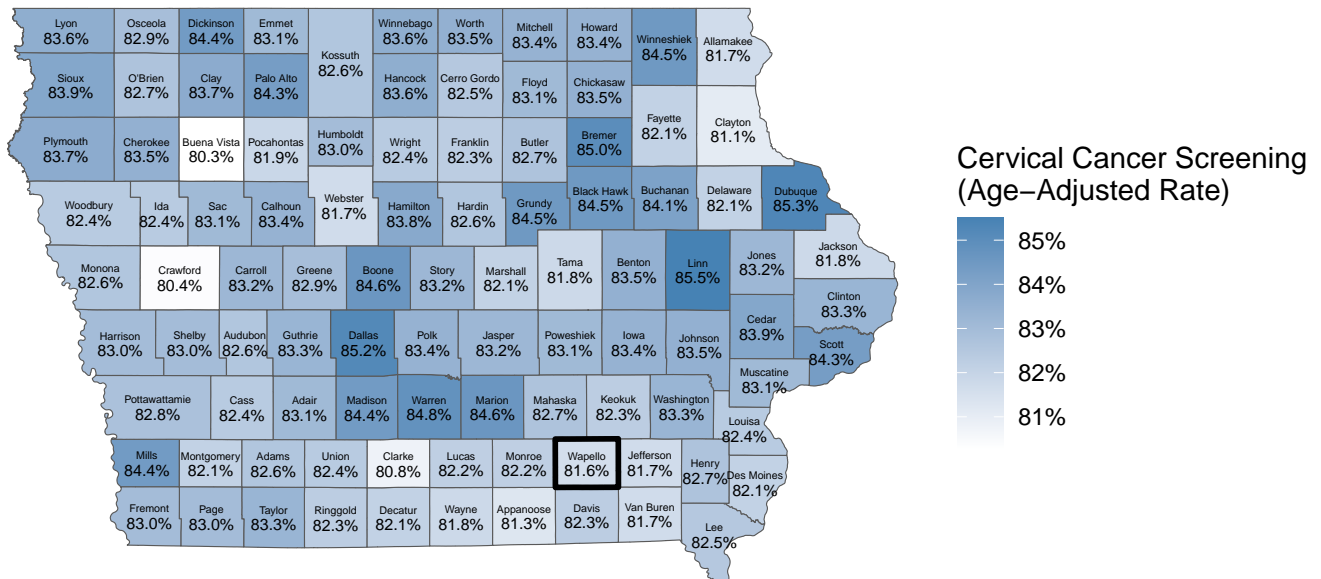 Lyon
83.6%
Osceola
82.9%
Dickinson
84.4%
Emmet
83.1%
Kossuth
82.6%
Winnebago
83.6%
Worth
83.5%
Mitchell
83.4%
Howard
83.4%
Winneshiek
84.5%
Allamakee
81.7%
Sioux
83.9%
O'Brien
82.7%
Clay
83.7%
Palo Alto
84.3%
Hancock
83.6%
Cerro Gordo
82.5%
Floyd
83.1%
Chickasaw
83.5%
Fayette
82.1%
Clayton
81.1%
Plymouth
83.7%
Cherokee
83.5%
Buena Vista
80.3%
Pocahontas
81.9%
Humboldt
83.0%
Wright
82.4%
Franklin
82.3%
Butler
82.7%
Bremer
85.0%
Woodbury
82.4%
Ida
82.4%
Sac
83.1%
Calhoun
83.4%
Webster
81.7%
Hamilton
83.8%
Hardin
82.6%
Grundy
84.5%
Black Hawk
84.5%
Buchanan
84.1%
Delaware
82.1%
Dubuque
85.3%
Monona
82.6%
Crawford
80.4%
Carroll
83.2%
Greene
82.9%
Boone
84.6%
Story
83.2%
Marshall
82.1%
Tama
81.8%
Benton
83.5%
Linn
85.5%
Jones
83.2%
Jackson
81.8%
Clinton
83.3%
Harrison
83.0%
Shelby
83.0%
Audubon
82.6%
Guthrie
83.3%
Dallas
85.2%
Polk
83.4%
Jasper
83.2%
Poweshiek
83.1%
Iowa
83.4%
Johnson
83.5%
Cedar
83.9%
Scott
84.3%
Muscatine
83.1%
Pottawattamie
82.8%
Cass
82.4%
Adair
83.1%
Madison
84.4%
Warren
84.8%
Marion
84.6%
Mahaska
82.7%
Keokuk
82.3%
Washington
83.3%
Louisa
82.4%
Mills
84.4%
Montgomery
82.1%
Adams
82.6%
Union
82.4%
Clarke
80.8%
Lucas
82.2%
Monroe
82.2%
Wapello
81.6%
Jefferson
81.7%
Henry
82.7%
Des Moines
82.1%
Fremont
83.0%
Page
83.0%
Taylor
83.3%
Ringgold
82.3%
Decatur
82.1%
Wayne
81.8%
Appanoose
81.3%
Davis
82.3%
Van Buren
81.7%
Lee
82.5%
Cervical Cancer Screening
(Age−Adjusted Rate)
85%
84%
83%
82%
81%